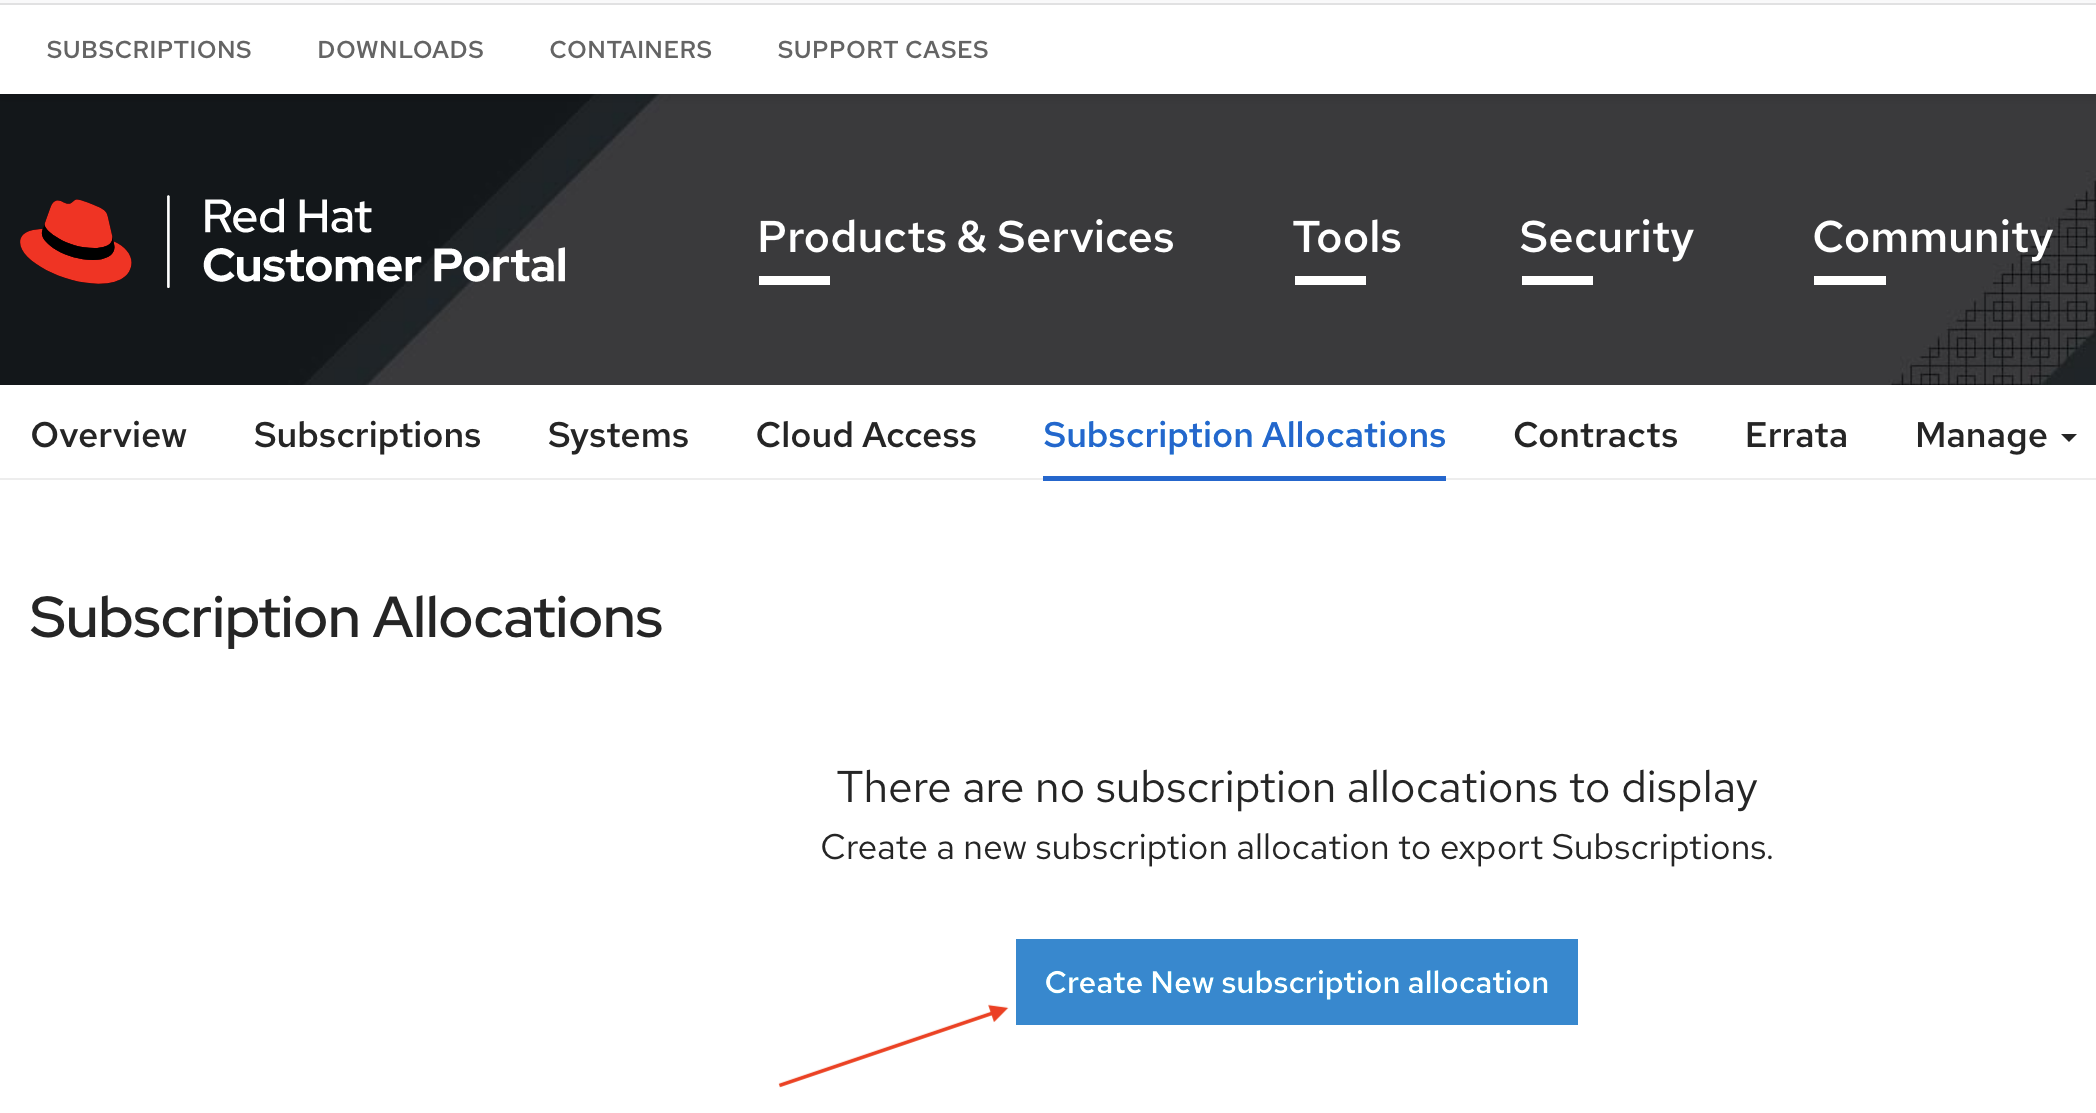 SUBSCRIPTIONS DOWNLOADS CONTAINERS SUPPORT CASES
Red Hat
Customer Portal
Products & Services Tools Security Community
Overview Subscriptions Systems Cloud Access Subscription Allocations Contracts Errata Manage
Subscription Allocations
There are no subscription allocations to display
Create a new subscription allocation to export Subscriptions.
Create New subscription allocation